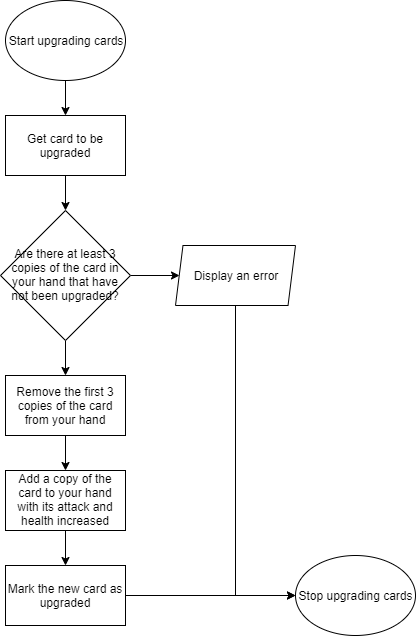 Start upgrading cards
Get card to be
upgraded
Are there at least 3
copies of the card in
your hand that have
not been upgraded?
Display an error
Remove the first 3
copies of the card
from your hand
Add a copy of the
card to your hand
with its attack and
health increased
Mark the new card as
upgraded
Stop upgrading cards